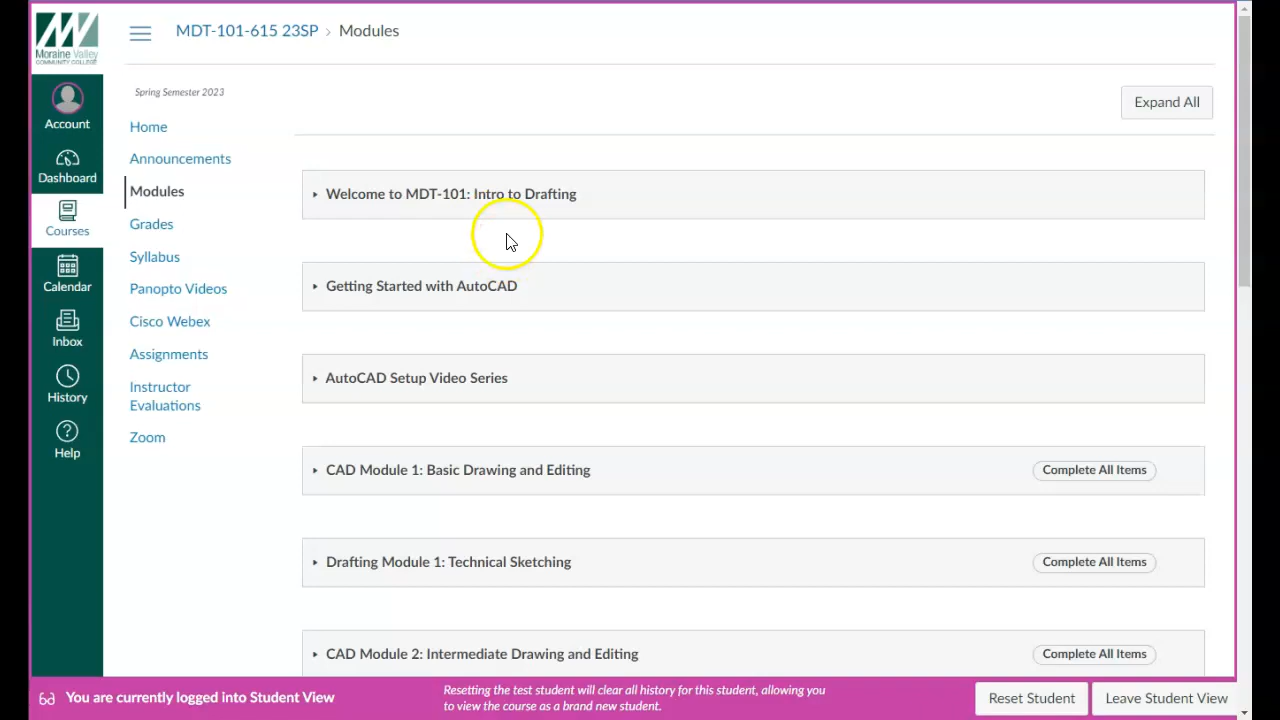 Moraine Valley
COMMUNITY COLLEGE
MDT-101-615 23SP › Modules
Account
Dashboard
Courses
Calendar
Inbox
History
Help
Spring Semester 2023
Home
Announcements
Modules
Grades
Syllabus
Panopto Videos
Cisco Webex
Assignments
Instructor
Evaluations
Zoom
Expand All
Welcome to MDT-101: Intro to Drafting
Getting Started with AutoCAD
AutoCAD Setup Video Series
CAD Module 1: Basic Drawing and Editing Complete All Items
Drafting Module 1: Technical Sketching Complete All Items
CAD Module 2: Intermediate Drawing and Editing Complete All Items
You are currently logged into Student View
Resetting the test student will clear all history for this student, allowing you
to view the course as a brand new student.
Reset Student
Leave Student View